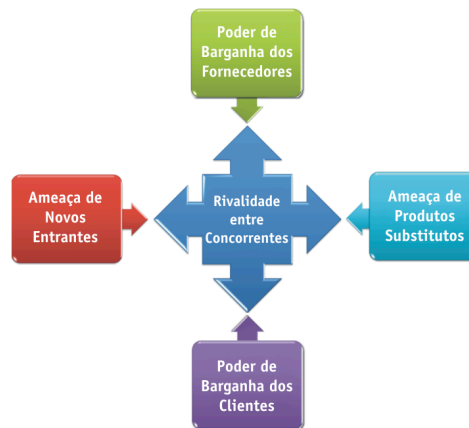 Poder de
Barganha dos
Fornecedores
Ameaça de
Novos
Entrantes
Rivalidade
entre
Concorrentes
Ameaça de
Produtos
Substitutos
Poder de
Barganha dos
Clientes